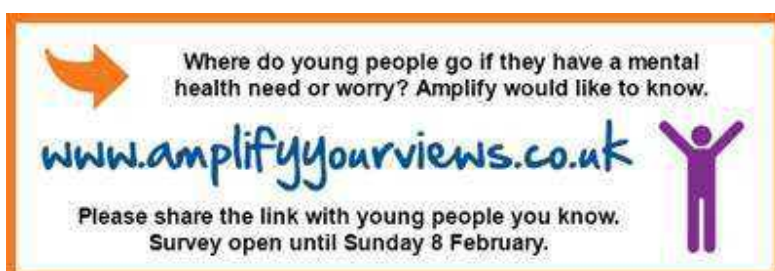 Where do young people go if they have a mental
health need or worry? Amplify would like to know.
www.amplifyyourviews.co.uk
Please share the link with young people you know.
Survey open until Sunday 8 February.